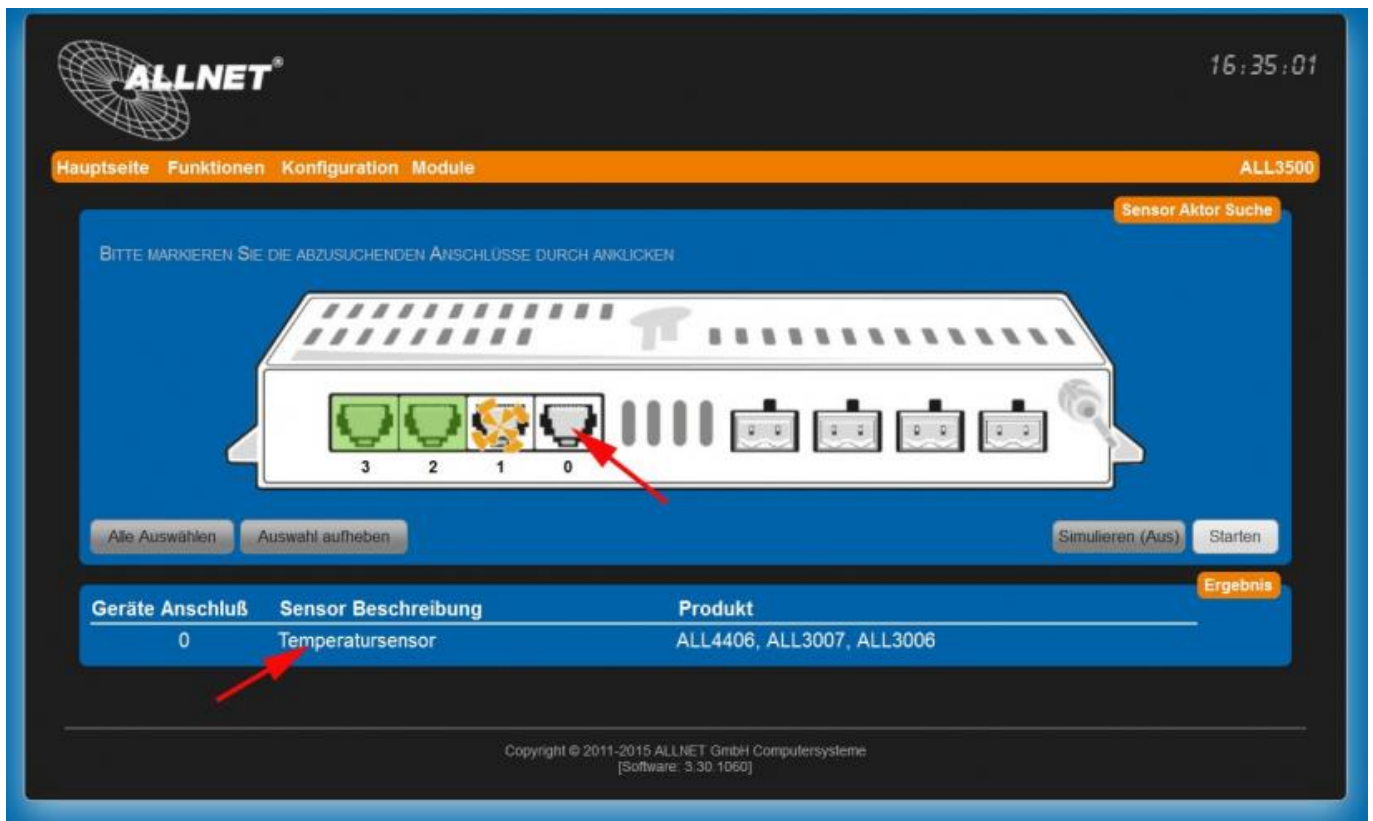 ALLNET®
16:35:01
Hauptseite Funktionen Konfiguration Module
ALL3500
Sensor Aktor Suche
BITTE MARKIEREN SIE DIE ABZUSUCHENDEN ANSCHLÜSSE DURCH ANKLICKEN
3 2 1 0
Alle Auswählen Auswahl aufheben Simulieren (Aus) Starten
Ergebnis
Geräte Anschluß Sensor Beschreibung Produkt
0 Temperatursensor ALL4406, ALL3007, ALL3006
Copyright © 2011-2015 ALLNET GmbH Computersysteme
[Software: 3.30.1060]